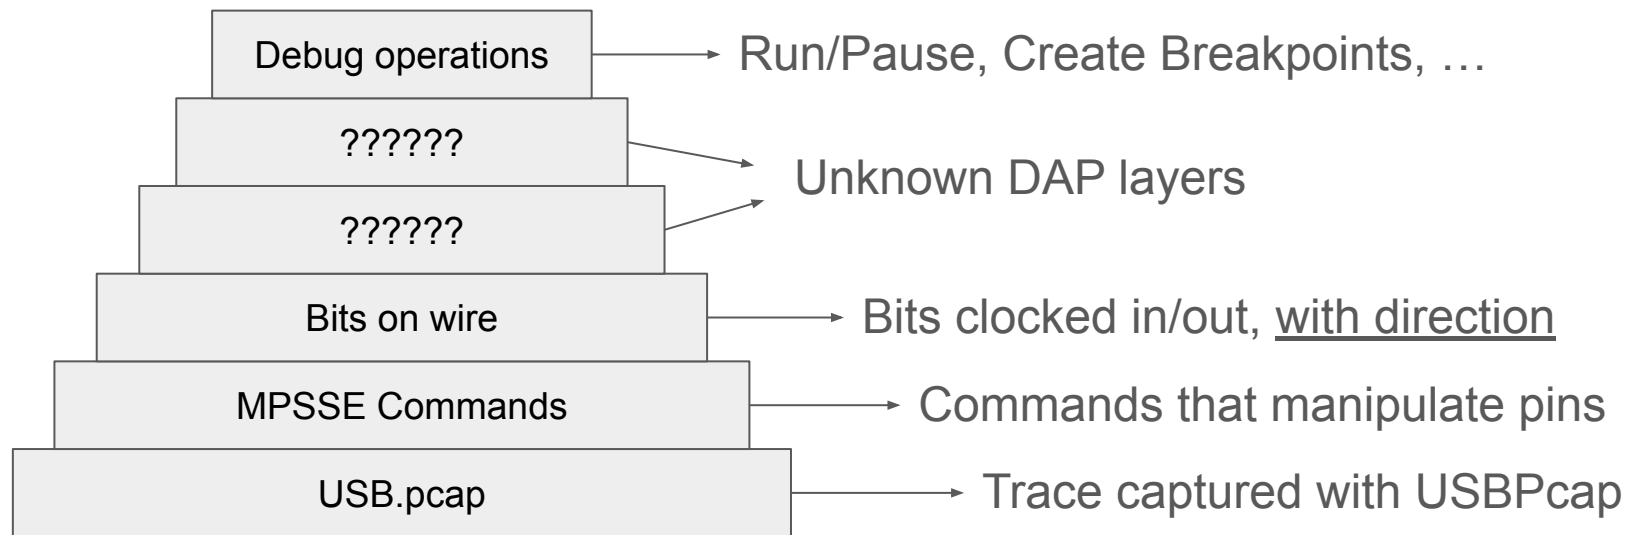 Debug operations
Run/Pause, Create Breakpoints, …
??????
Unknown DAP layers
??????
Bits on wire
Bits clocked in/out, with direction
MPSSE Commands
Commands that manipulate pins
USB.pcap
Trace captured with USBPcap